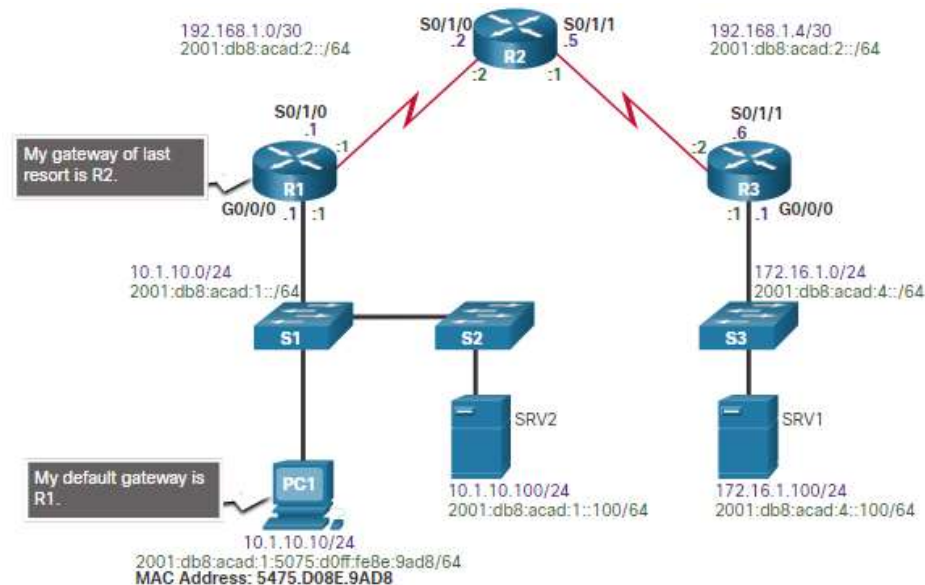 192.168.1.0/30
2001:db8:acad:2::/64
S0/1/0
.2
R2
S0/1/1
.5
:2
:1
192.168.1.4/30
2001:db8:acad:2::/64
S0/1/0
.1
:1
My gateway of last
resort is R2.
R1
G0/0/0
.1
:1
S0/1/1
.6
:2
R3
:1
.1
G0/0/0
10.1.10.0/24
2001:db8:acad:1::/64
172.16.1.0/24
2001:db8:acad:4::/64
S1
S2
S3
SRV2
SRV1
My default gateway is
R1.
PC1
10.1.10.100/24
2001:db8:acad:1::100/64
172.16.1.100/24
2001:db8:acad:4::100/64
10.1.10.10/24
2001:db8:acad:1:5075:d0ff:fe8e:9ad8/64
MAC Address: 5475.D08E.9AD8